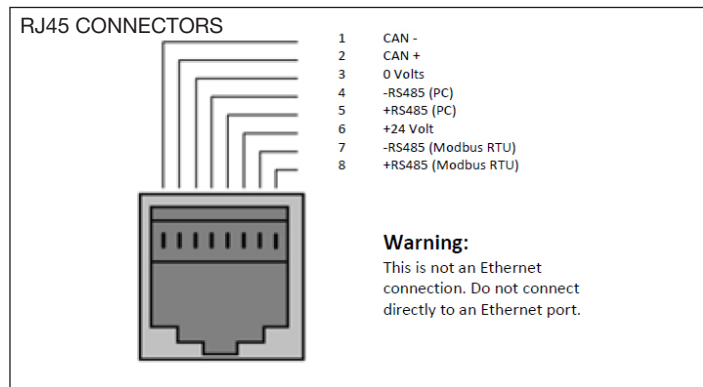 RJ45 CONNECTORS
1 CAN -
2 CAN +
3 0 Volts
4 -RS485 (PC)
5 +RS485 (PC)
6 +24 Volt
7 -RS485 (Modbus RTU)
8 +RS485 (Modbus RTU)
Warning:
This is not an Ethernet
connection. Do not connect
directly to an Ethernet port.